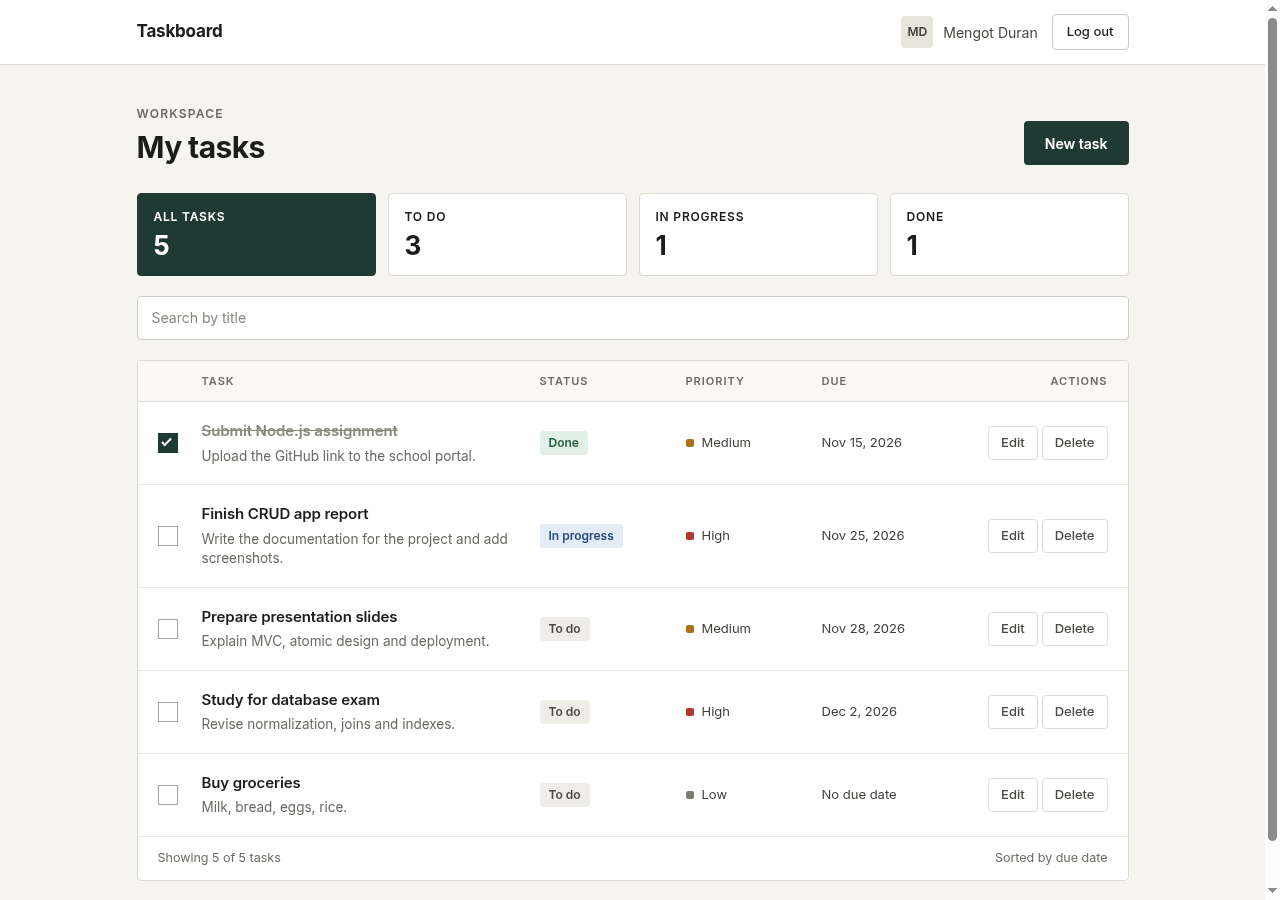 Taskboard
MD Mengot Duran Log out
WORKSPACE
My tasks
New task
ALL TASKS TO DO IN PROGRESS DONE
5 3 1 1
Search by title
TASK STATUS PRIORITY DUE ACTIONS
Submit Node.js assignment
Upload the GitHub link to the school portal.
Done Medium Nov 15, 2026 Edit Delete
Finish CRUD app report
Write the documentation for the project and add
screenshots.
In progress High Nov 25, 2026 Edit Delete
Prepare presentation slides
Explain MVC, atomic design and deployment.
To do Medium Nov 28, 2026 Edit Delete
Study for database exam
Revise normalization, joins and indexes.
To do High Dec 2, 2026 Edit Delete
Buy groceries
Milk, bread, eggs, rice.
To do Low No due date Edit Delete
Showing 5 of 5 tasks Sorted by due date